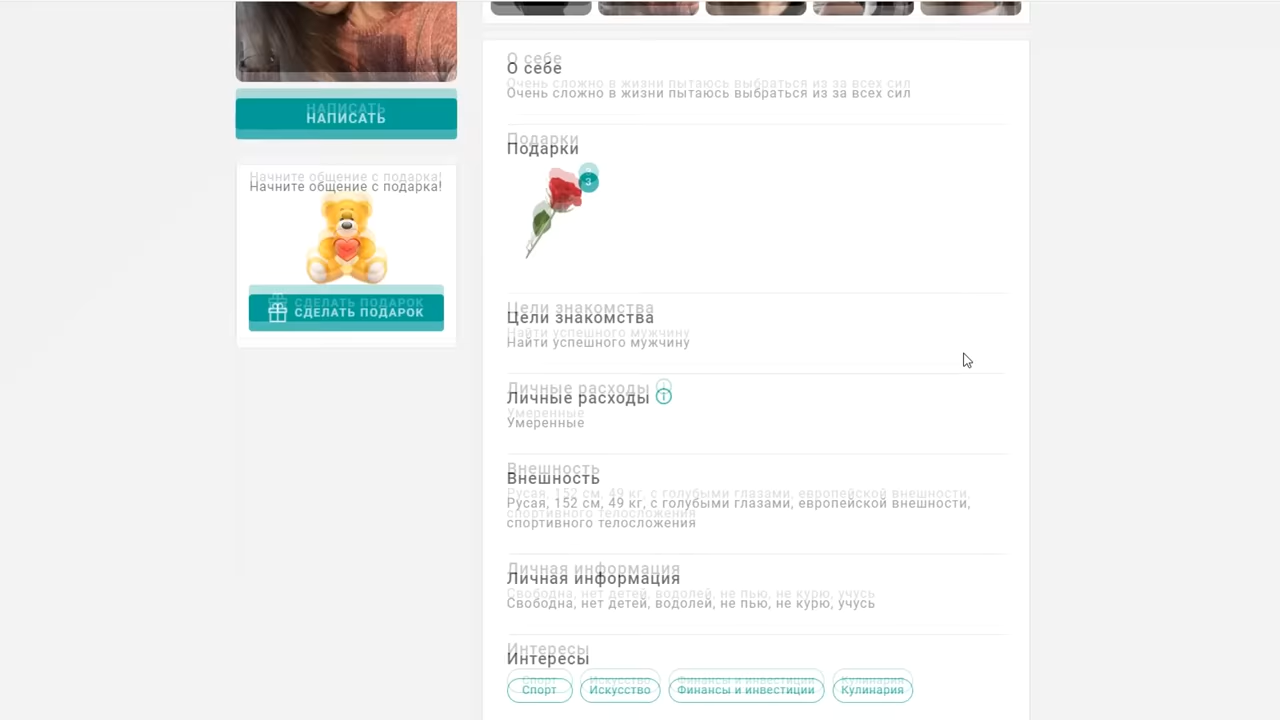 НАПИСАТЬ
Начните общение с подарка!
СДЕЛАТЬ ПОДАРОК
О себе
Очень сложно в жизни пытаюсь выбраться из за всех сил
Подарки
3
Цели знакомства
Найти успешного мужчину
Личные расходы
Умеренные
Внешность
Русая, 152 см, 49 кг, с голубыми глазами, европейской внешности,
спортивного телосложения
Личная информация
Свободна, нет детей, водолей, не пью, не курю, учусь
Интересы
Спорт Искусство Финансы и инвестиции Кулинария